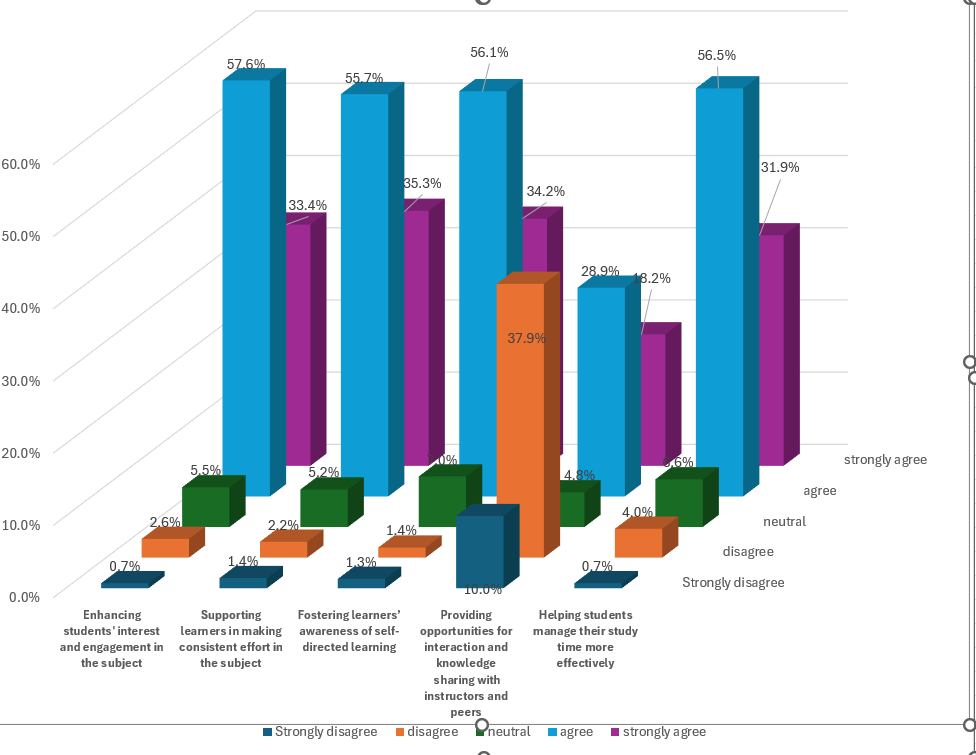 56.1%
56.5%
57.6%
55.7%
60.0%
31.9%
35.3%
34.2%
33.4%
50.0%
28.9%
18.2%
40.0%
37.9%
30.0%
20.0%
strongly agree
5.5%
5.2%
.0%
4.8%
6.6%
agree
10.0%
2.6%
2.2%
1.4%
4.0%
neutral
disagree
0.7%
1.4%
1.3%
10.0%
0.7%
Strongly disagree
0.0%
Enhancing
students' interest
and engagement in
the subject
Supporting
learners in making
consistent effort in
the subject
Fostering learners'
awareness of self-
directed learning
Providing
opportunities for
interaction and
knowledge
sharing with
instructors and
peers
Helping students
manage their study
time more
effectively
Strongly disagree disagree neutral agree strongly agree